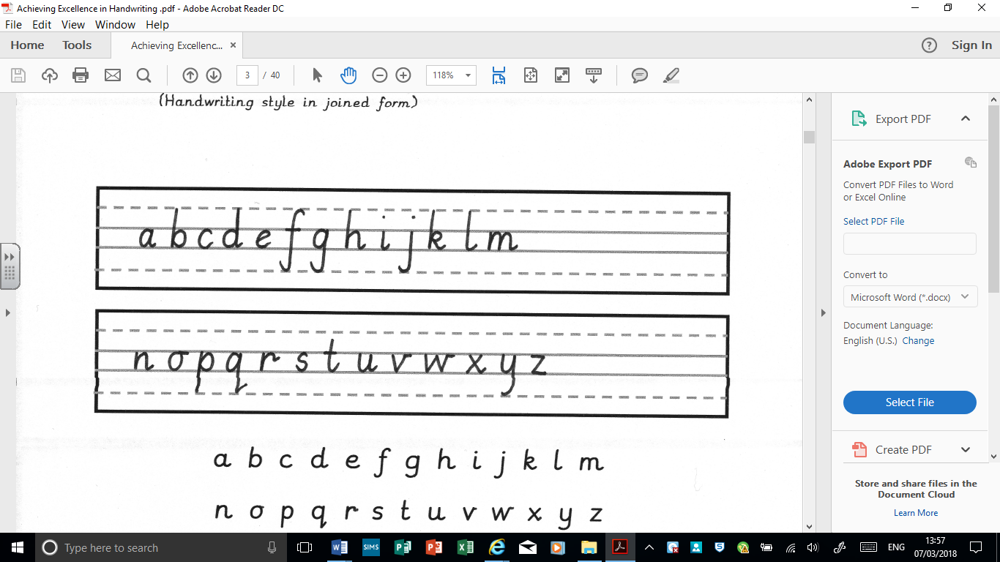 Achieving Excellence in Handwriting .pdf - Adobe Acrobat Reader DC
File Edit View Window Help
Home Tools Achieving Excellenc... × ? Sign In
3 / 40 118%
(Handwriting style in joined form)
a b c d e f g h i j k l m
n o p q r s t u v w x y z
a b c d e f g h i j k l m
n o p q r s t u v w x y z
Export PDF
Adobe Export PDF
Convert PDF Files to Word
or Excel Online
Select PDF File
Convert to
Microsoft Word (*.docx)
Document Language:
English (U.S.) Change
Select File
Create PDF
Store and share files in the
Document Cloud
Learn More
Type here to search
SIMS
ENG
13:57
07/03/2018